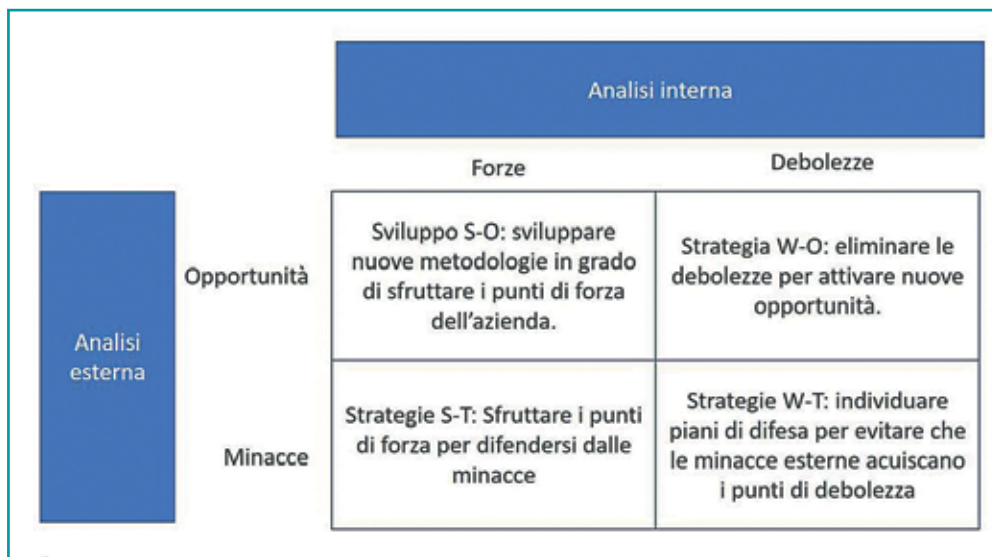 Analisi interna
Forze
Debolezze
Analisi
esterna
Opportunità
Sviluppo S-O: sviluppare
nuove metodologie in grado
di sfruttare i punti di forza
dell'azienda.
Strategia W-O: eliminare le
debolezze per attivare nuove
opportunità.
Minacce
Strategie S-T: Sfruttare i punti
di forza per difendersi dalle
minacce
Strategie W-T: individuare
piani di difesa per evitare che
le minacce esterne acuiscano
i punti di debolezza